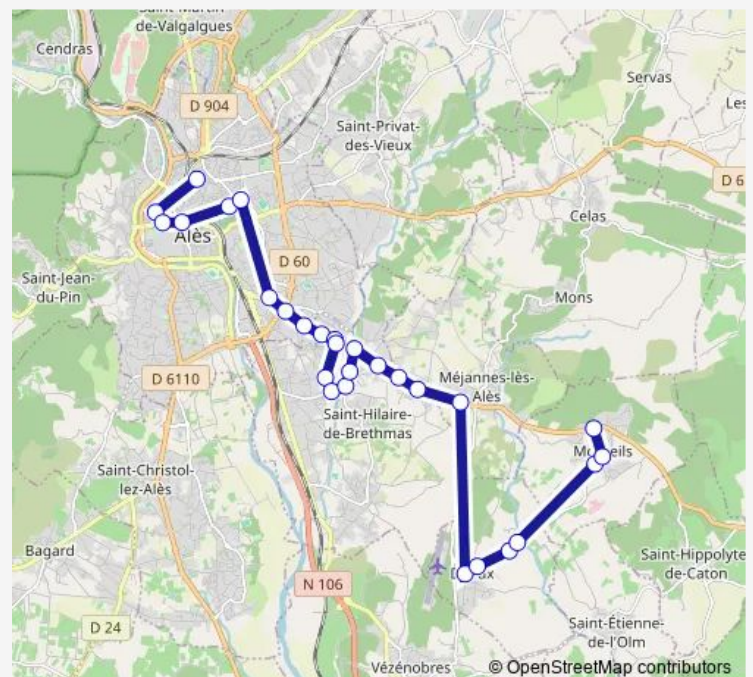 Saint-Martin-
de-Valgalgues
Cendras
Servas
D 904
Saint-Privat-
des-Vieux
D 6
Celas
Alès
D 60
Saint-Jean-
du-Pin
Mons
D 6110
Méjannes-lès-
Alès
Saint-Hilaire-
de-Brethmas
Saint-Christol-
lez-Alès
Bagard
Saint-Hippolyte-
de-Caton
N 106
D 24
Saint-Étienne-
de-l'Olm
Vézénobres
© OpenStreetMap contributors